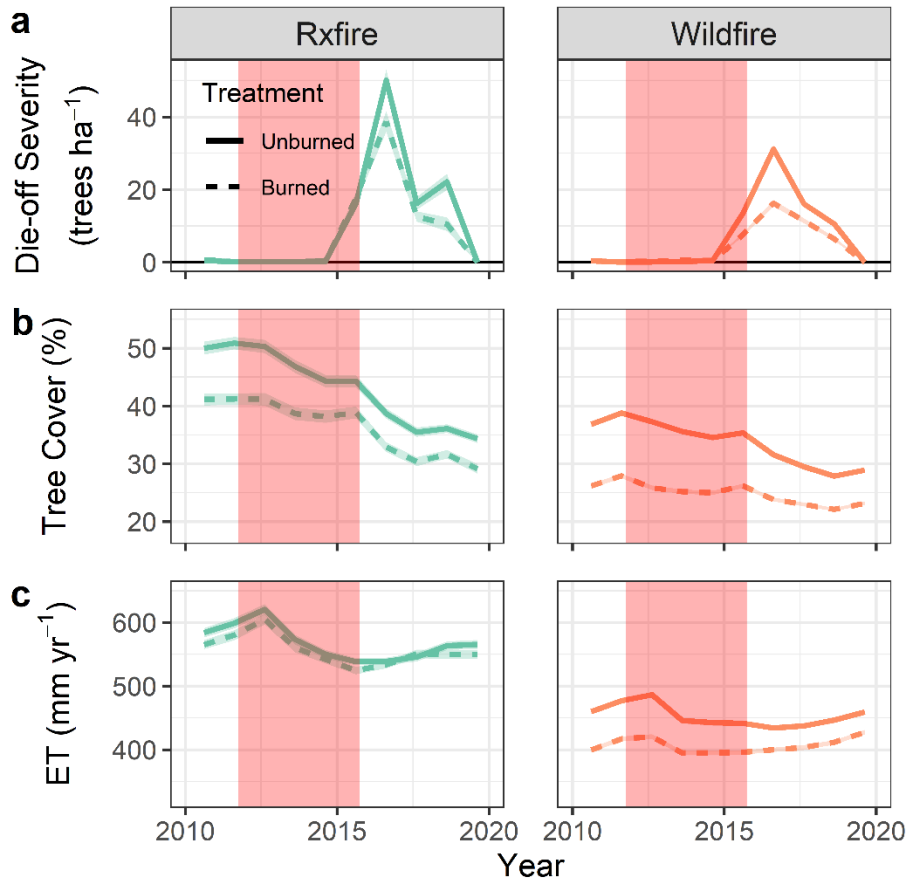 a
Rxfire
Wildfire
Die-off Severity
(trees ha⁻¹)
40
20
0
Treatment
Unburned
Burned
b
Tree Cover (%)
50
40
30
20
c
ET (mm yr⁻¹)
600
500
400
2010
2015
2020
2010
2015
2020
Year